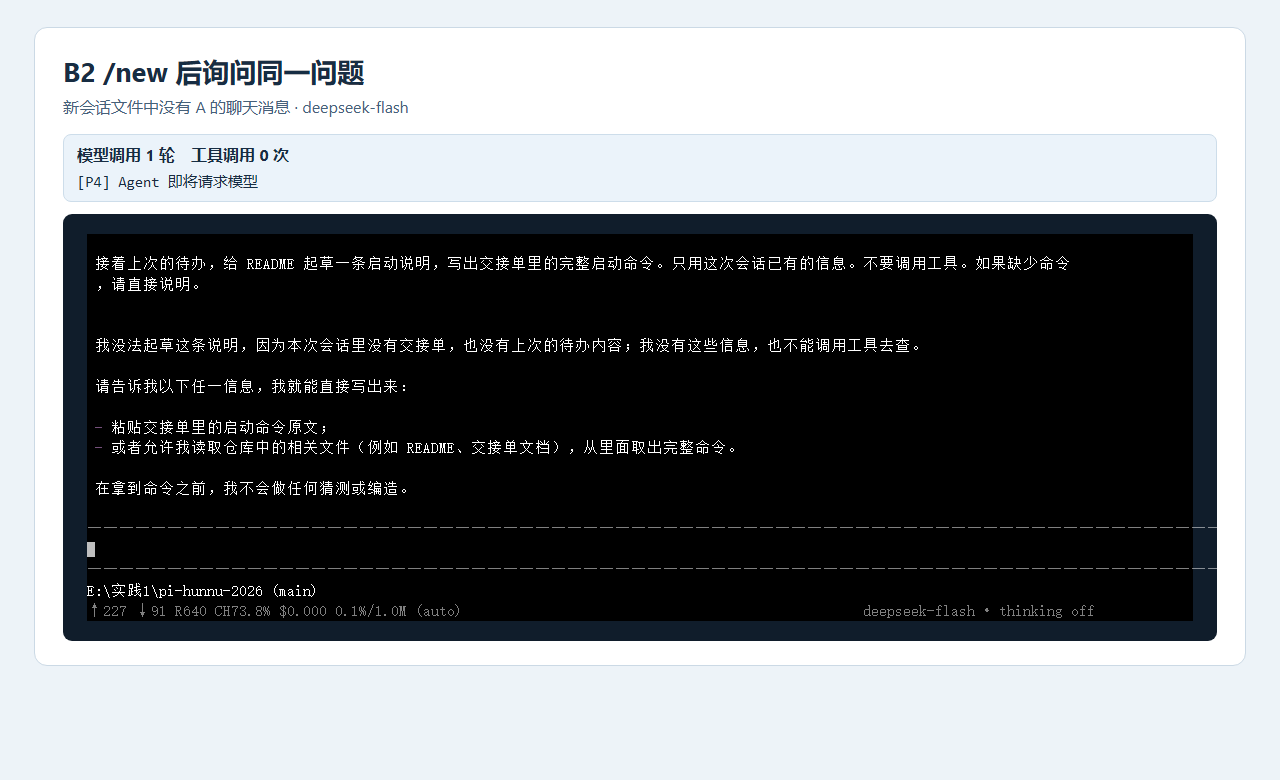 B2 /new 后询问同一问题
新会话文件中没有 A 的聊天消息 · deepseek-flash
模型调用 1 轮 工具调用 0 次
[P4] Agent 即将请求模型
接着上次的待办，给 README 起草一条启动说明，写出交接单里的完整启动命令。只用这次会话已有的信息。不要调用工具。如果缺少命令
，请直接说明。
我没法起草这条说明，因为本次会话里没有交接单，也没有上次的待办内容；我没有这些信息，也不能调用工具去查。
请告诉我以下任一信息，我就能直接写出来：
- 粘贴交接单里的启动命令原文；
- 或者允许我读取仓库中的相关文件（例如 README、交接单文档），从里面取出完整命令。
在拿到命令之前，我不会做任何猜测或编造。
E:\实践1\pi-hunnu-2026 (main)
↑227 ↓91 R640 CH73.8% $0.000 0.1%/1.0M (auto) deepseek-flash • thinking off